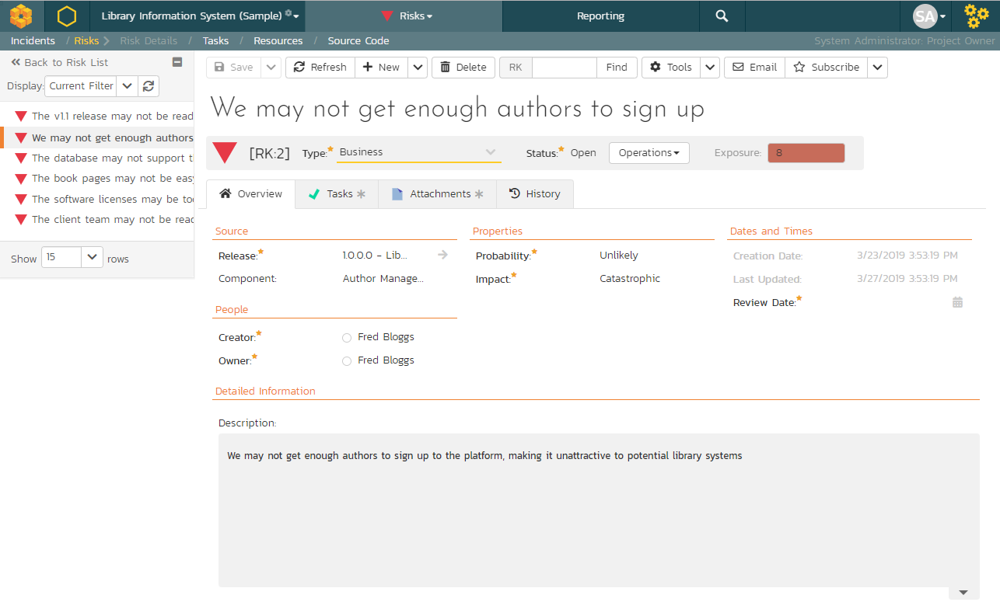 Library Information System (Sample) Risks Reporting SA
Incidents / Risks Risk Details / Tasks / Resources / Source Code System Administrator: Project Owner
Back to Risk List
Display: Current Filter
The v1.1 release may not be read
We may not get enough authors
The database may not support t
The book pages may not be easy
The software licenses may be too
The client team may not be read
Show 15 rows
Save Refresh New Delete RK Find Tools Email Subscribe
We may not get enough authors to sign up
[RK:2] Type: Business Status: Open Operations Exposure: 8
Overview Tasks Attachments History
Source
Release: 1.0.0.0 - Lib...
Component: Author Manage...
People
Creator: Fred Bloggs
Owner: Fred Bloggs
Properties
Probability: Unlikely
Impact: Catastrophic
Dates and Times
Creation Date: 3/23/2019 3:53:19 PM
Last Updated: 3/27/2019 3:53:19 PM
Review Date:
Detailed Information
Description:
We may not get enough authors to sign up to the platform, making it unattractive to potential library systems